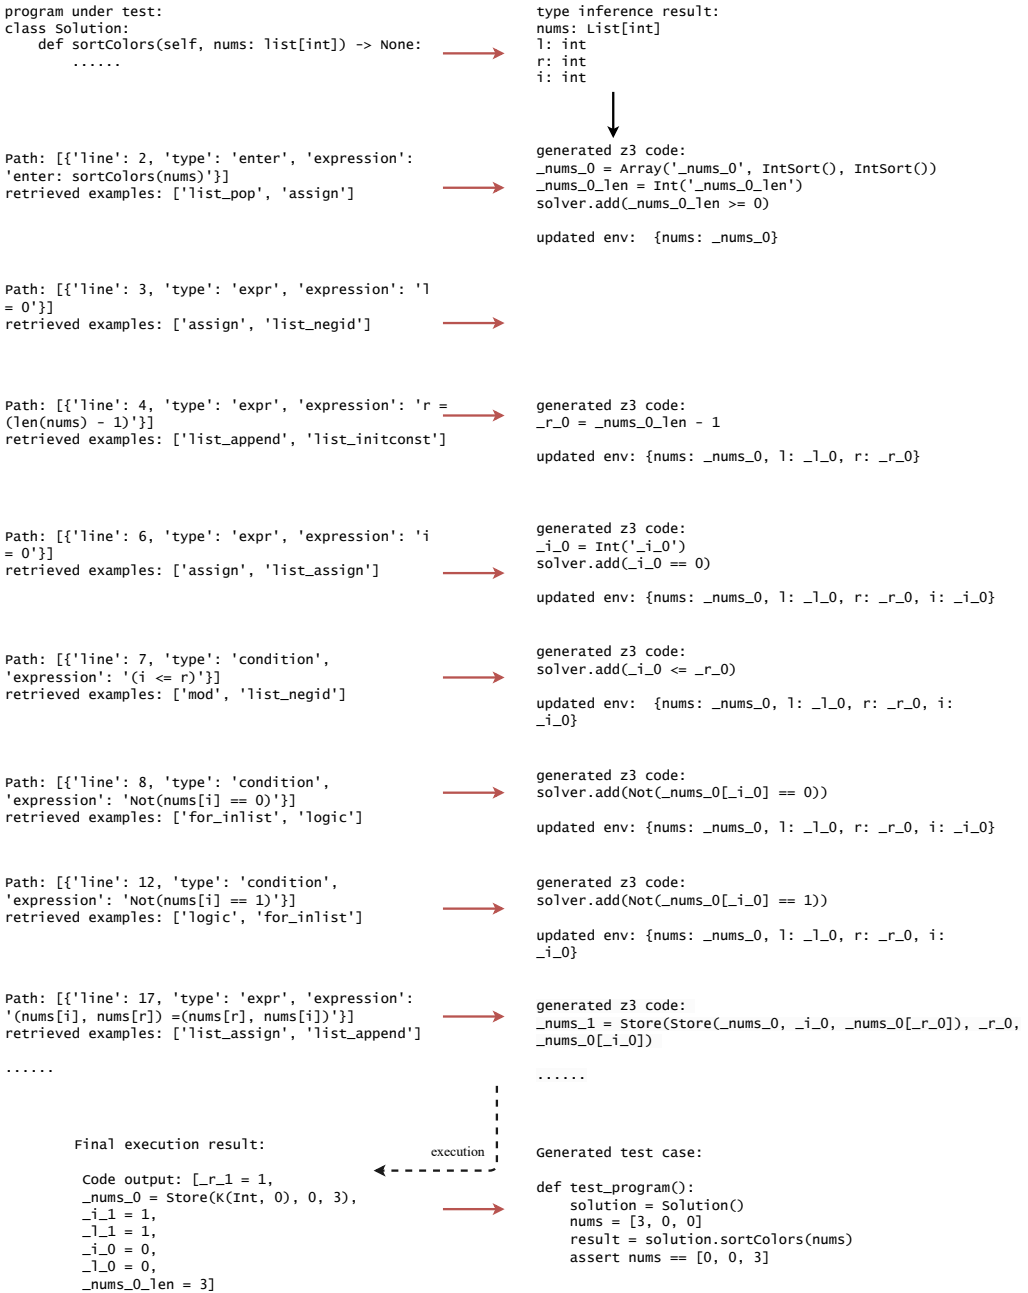 program under test:
class Solution:
    def sortColors(self, nums: list[int]) -> None:
        ......
type inference result:
nums: List[int]
l: int
r: int
i: int
Path: [{'line': 2, 'type': 'enter', 'expression':
'enter: sortColors(nums)'}]
retrieved examples: ['list_pop', 'assign']
generated z3 code:
_nums_0 = Array('_nums_0', IntSort(), IntSort())
_nums_0_len = Int('_nums_0_len')
solver.add(_nums_0_len >= 0)
updated env:  {nums: _nums_0}
Path: [{'line': 3, 'type': 'expr', 'expression': 'l
= 0'}]
retrieved examples: ['assign', 'list_negid']
Path: [{'line': 4, 'type': 'expr', 'expression': 'r =
(len(nums) - 1)'}]
retrieved examples: ['list_append', 'list_initconst']
generated z3 code:
_r_0 = _nums_0_len - 1
updated env: {nums: _nums_0, l: _l_0, r: _r_0}
Path: [{'line': 6, 'type': 'expr', 'expression': 'i
= 0'}]
retrieved examples: ['assign', 'list_assign']
generated z3 code:
_i_0 = Int('_i_0')
solver.add(_i_0 == 0)
updated env: {nums: _nums_0, l: _l_0, r: _r_0, i: _i_0}
Path: [{'line': 7, 'type': 'condition',
'expression': '(i <= r)'}]
retrieved examples: ['mod', 'list_negid']
generated z3 code:
solver.add(_i_0 <= _r_0)
updated env:  {nums: _nums_0, l: _l_0, r: _r_0, i:
_i_0}
Path: [{'line': 8, 'type': 'condition',
'expression': 'Not(nums[i] == 0)'}]
retrieved examples: ['for_inlist', 'logic']
generated z3 code:
solver.add(Not(_nums_0[_i_0] == 0))
updated env: {nums: _nums_0, l: _l_0, r: _r_0, i: _i_0}
Path: [{'line': 12, 'type': 'condition',
'expression': 'Not(nums[i] == 1)'}]
retrieved examples: ['logic', 'for_inlist']
generated z3 code:
solver.add(Not(_nums_0[_i_0] == 1))
updated env: {nums: _nums_0, l: _l_0, r: _r_0, i:
_i_0}
Path: [{'line': 17, 'type': 'expr', 'expression':
'(nums[i], nums[r]) =(nums[r], nums[i])'}]
retrieved examples: ['list_assign', 'list_append']
......
generated z3 code:
_nums_1 = Store(Store(_nums_0, _i_0, _nums_0[_r_0]), _r_0,
_nums_0[_i_0])
......
execution
Final execution result:
Code output: [_r_1 = 1,
_nums_0 = Store(K(Int, 0), 0, 3),
_i_1 = 1,
_l_1 = 1,
_i_0 = 0,
_l_0 = 0,
_nums_0_len = 3]
Generated test case:
def test_program():
    solution = Solution()
    nums = [3, 0, 0]
    result = solution.sortColors(nums)
    assert nums == [0, 0, 3]